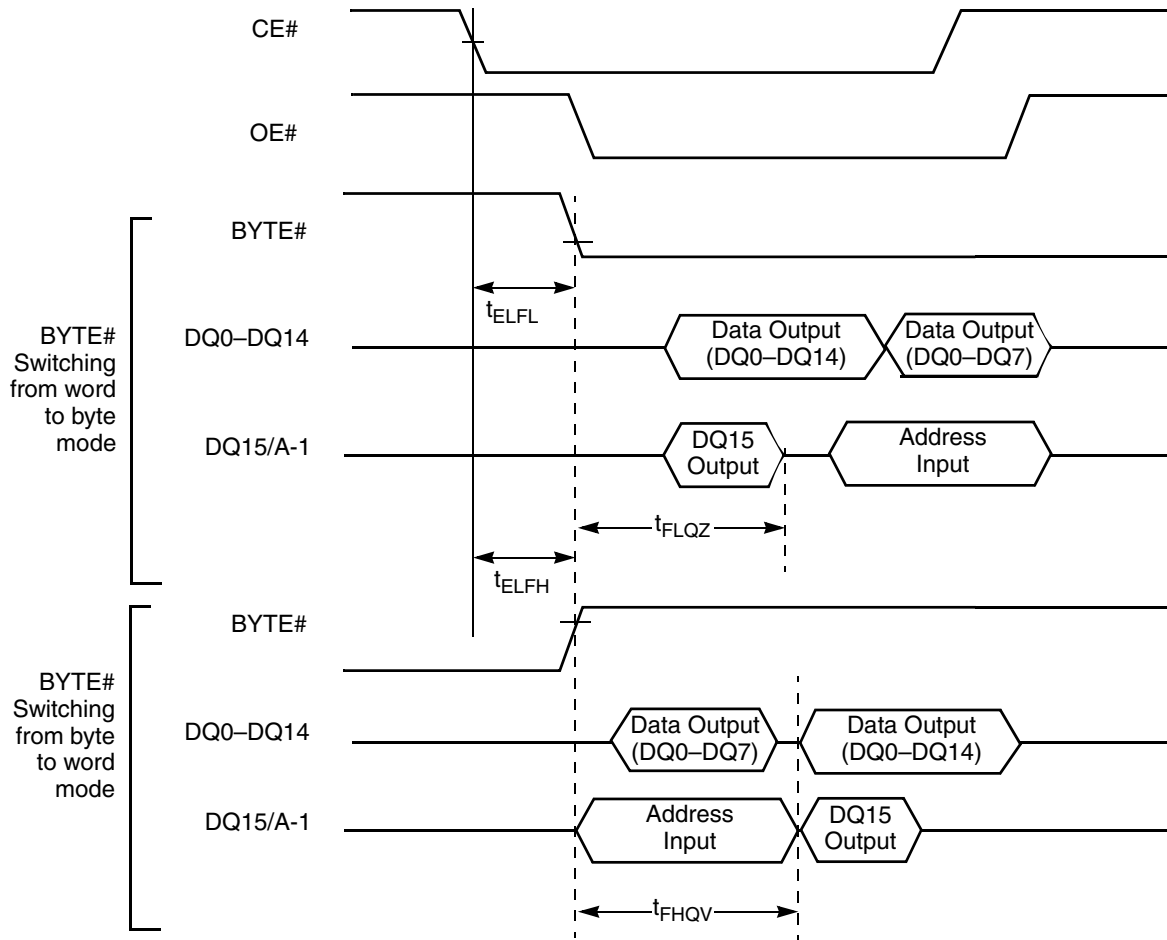 CE#
OE#
BYTE#
tELFL
BYTE#
Switching
from word
to byte
mode
DQ0–DQ14
Data Output
(DQ0–DQ14)
Data Output
(DQ0–DQ7)
DQ15/A-1
DQ15
Output
Address
Input
tFLQZ
tELFH
BYTE#
BYTE#
Switching
from byte
to word
mode
DQ0–DQ14
Data Output
(DQ0–DQ7)
Data Output
(DQ0–DQ14)
DQ15/A-1
Address
Input
DQ15
Output
tFHQV